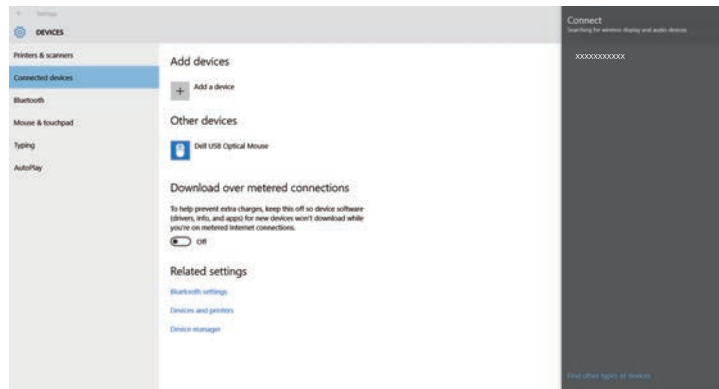 Settings
DEVICES
Printers & scanners
Connected devices
Bluetooth
Mouse & touchpad
Typing
AutoPlay
Add devices
Add a device
Other devices
Dell USB Optical Mouse
Download over metered connections
To help prevent extra charges, keep this off so device software
(drivers, info, and apps) for new devices won't download while
you're on metered Internet connections.
Off
Related settings
Bluetooth settings
Devices and printers
Device manager
Connect
Searching for wireless display and audio devices
xxxxxxxxxxx
Find other types of devices